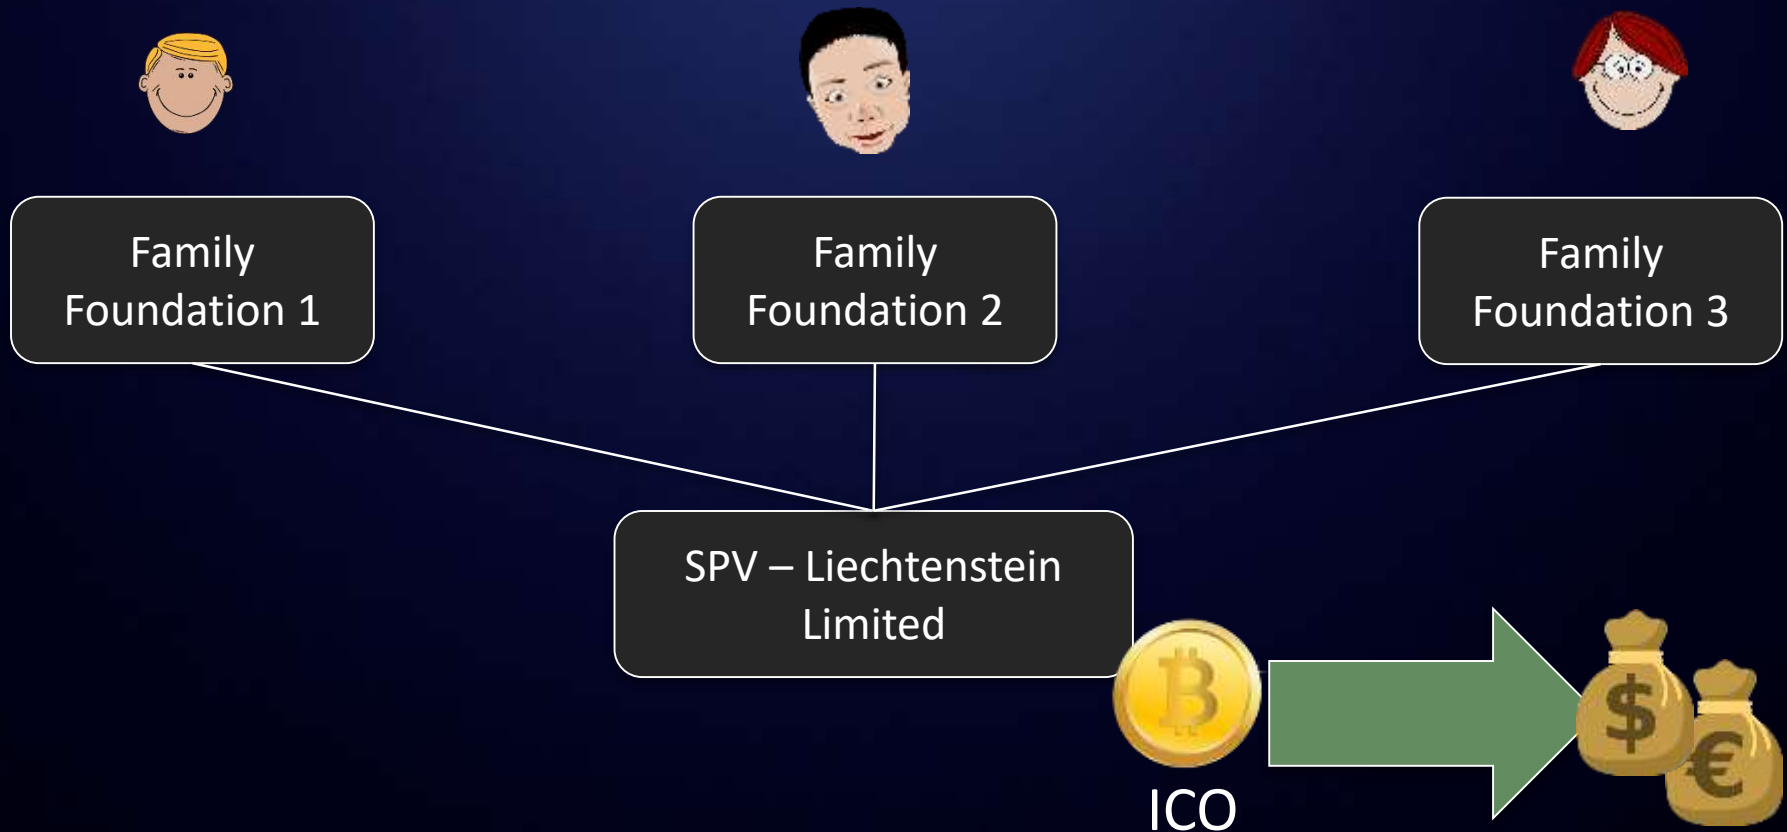 Family
Foundation 1
Family
Foundation 2
Family
Foundation 3
SPV – Liechtenstein
Limited
B
$
€
ICO